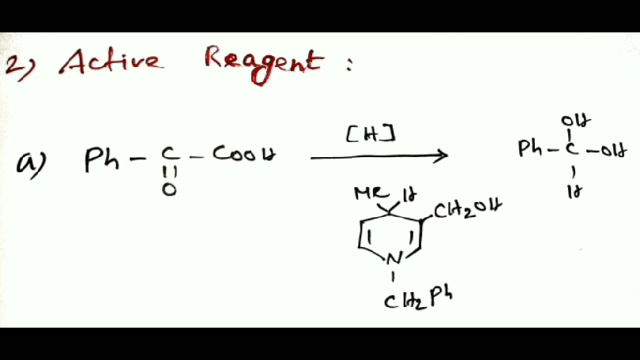 2) Active Reagent :
a) Ph - C - COOH
O
[H]
Me H
CH2OH
N
CH2Ph
OH
Ph - C - OH
H